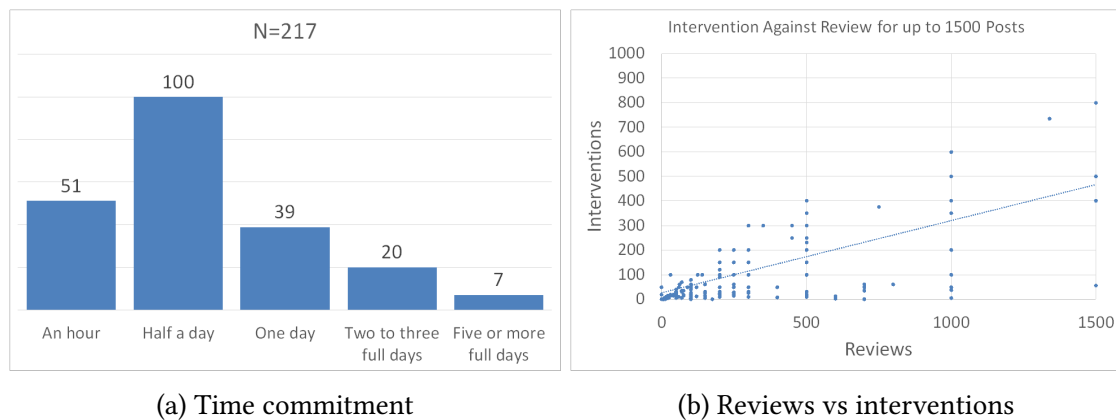 N=217
51
100
39
20
7
An hour
Half a day
One day
Two to three
full days
Five or more
full days
(a) Time commitment
Intervention Against Review for up to 1500 Posts
Interventions
1000
900
800
700
600
500
400
300
200
100
0
0
500
1000
1500
Reviews
(b) Reviews vs interventions